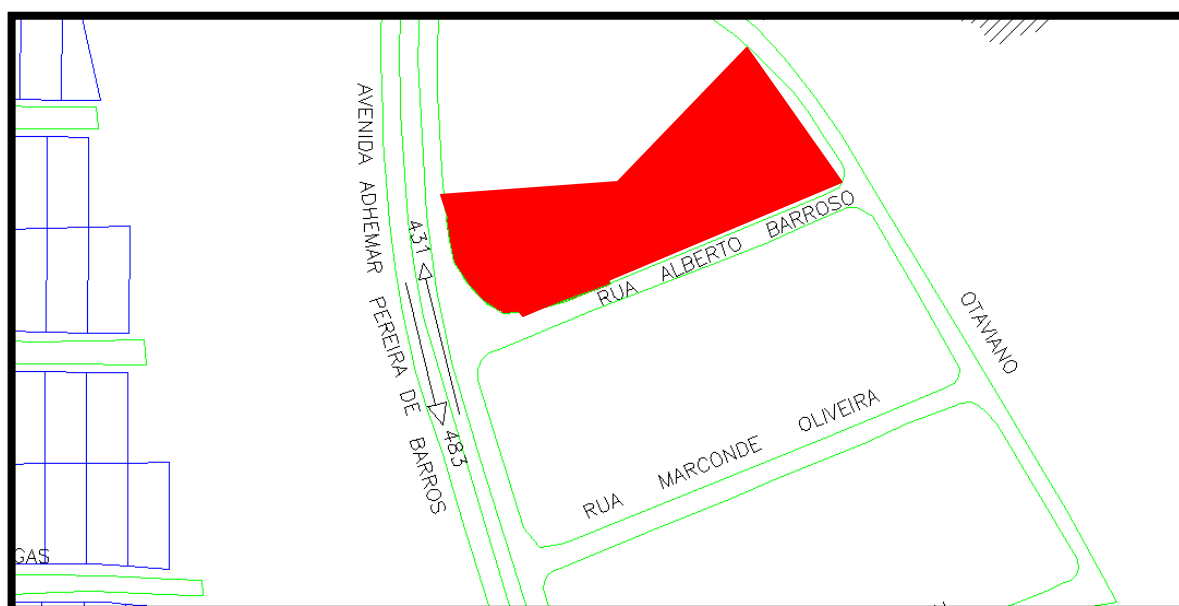 AVENIDA ADHEMAR PEREIRA DE BARROS
431
483
RUA ALBERTO BARROSO
OTAVIANO
RUA MARCONDE OLIVEIRA
GAS